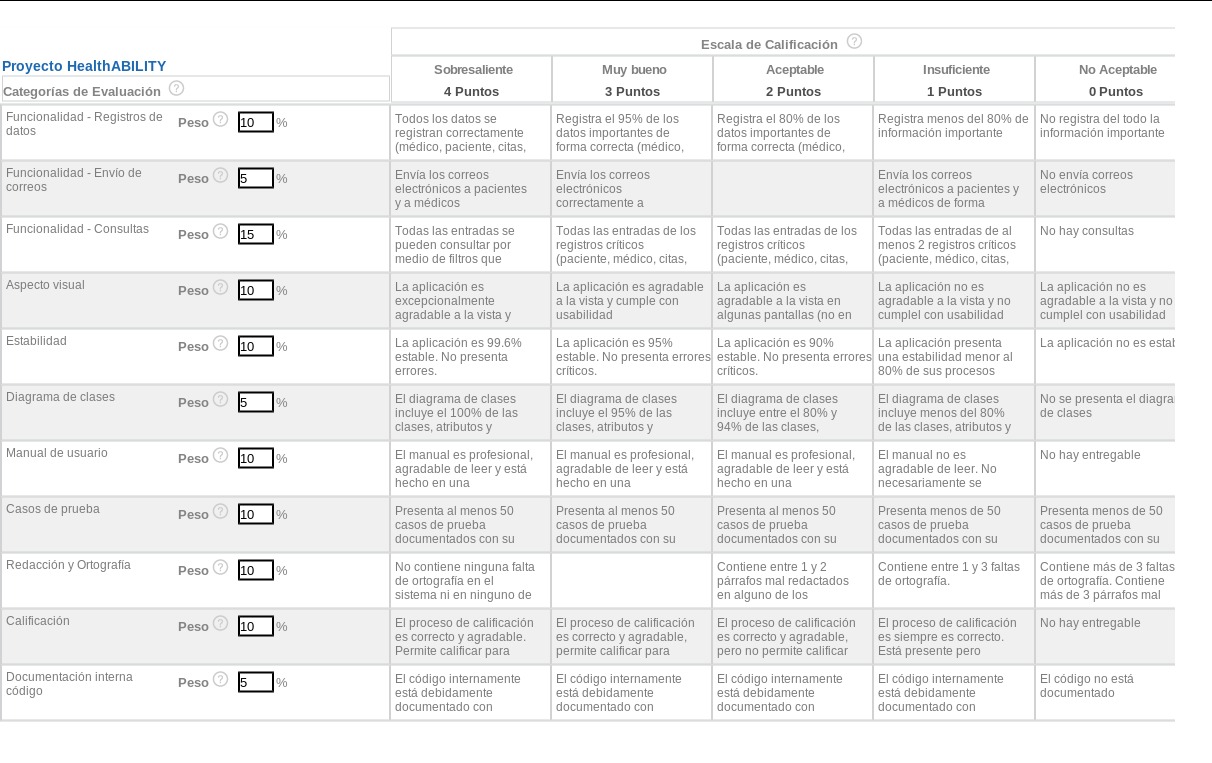 Escala de Calificación ?
Proyecto HealthABILITY
Categorías de Evaluación ?
Sobresaliente
4 Puntos
Muy bueno
3 Puntos
Aceptable
2 Puntos
Insuficiente
1 Puntos
No Aceptable
0 Puntos
Funcionalidad - Registros de
datos
Peso ? 10 %
Todos los datos se
registran correctamente
(médico, paciente, citas,
Registra el 95% de los
datos importantes de
forma correcta (médico,
Registra el 80% de los
datos importantes de
forma correcta (médico,
Registra menos del 80% de
información importante
No registra del todo la
información importante
Funcionalidad - Envío de
correos
Peso ? 5 %
Envía los correos
electrónicos a pacientes
y a médicos
Envía los correos
electrónicos
correctamente a
Envía los correos
electrónicos a pacientes y
a médicos de forma
No envía correos
electrónicos
Funcionalidad - Consultas
Peso ? 15 %
Todas las entradas se
pueden consultar por
medio de filtros que
Todas las entradas de los
registros críticos
(paciente, médico, citas,
Todas las entradas de los
registros críticos
(paciente, médico, citas,
Todas las entradas de al
menos 2 registros críticos
(paciente, médico, citas,
No hay consultas
Aspecto visual
Peso ? 10 %
La aplicación es
excepcionalmente
agradable a la vista y
La aplicación es agradable
a la vista y cumple con
usabilidad
La aplicación es
agradable a la vista en
algunas pantallas (no en
La aplicación no es
agradable a la vista y no
cumplel con usabilidad
La aplicación no es
agradable a la vista y no
cumplel con usabilidad
Estabilidad
Peso ? 10 %
La aplicación es 99.6%
estable. No presenta
errores.
La aplicación es 95%
estable. No presenta errores
críticos.
La aplicación es 90%
estable. No presenta errores
críticos.
La aplicación presenta
una estabilidad menor al
80% de sus procesos
La aplicación no es estab
Diagrama de clases
Peso ? 5 %
El diagrama de clases
incluye el 100% de las
clases, atributos y
El diagrama de clases
incluye el 95% de las
clases, atributos y
El diagrama de clases
incluye entre el 80% y
94% de las clases,
El diagrama de clases
incluye menos del 80%
de las clases, atributos y
No se presenta el diagra
de clases
Manual de usuario
Peso ? 10 %
El manual es profesional,
agradable de leer y está
hecho en una
El manual es profesional,
agradable de leer y está
hecho en una
El manual es profesional,
agradable de leer y está
hecho en una
El manual no es
agradable de leer. No
necesariamente se
No hay entregable
Casos de prueba
Peso ? 10 %
Presenta al menos 50
casos de prueba
documentados con su
Presenta al menos 50
casos de prueba
documentados con su
Presenta al menos 50
casos de prueba
documentados con su
Presenta menos de 50
casos de prueba
documentados con su
Presenta menos de 50
casos de prueba
documentados con su
Redacción y Ortografía
Peso ? 10 %
No contiene ninguna falta
de ortografía en el
sistema ni en ninguno de
Contiene entre 1 y 2
párrafos mal redactados
en alguno de los
Contiene entre 1 y 3 faltas
de ortografía.
Contiene más de 3 faltas
de ortografía. Contiene
más de 3 párrafos mal
Calificación
Peso ? 10 %
El proceso de calificación
es correcto y agradable.
Permite calificar para
El proceso de calificación
es correcto y agradable,
permite calificar para
El proceso de calificación
es correcto y agradable,
pero no permite calificar
El proceso de calificación
es siempre es correcto.
Está presente pero
No hay entregable
Documentación interna
código
Peso ? 5 %
El código internamente
está debidamente
documentado con
El código internamente
está debidamente
documentado con
El código internamente
está debidamente
documentado con
El código internamente
está debidamente
documentado con
El código no está
documentado